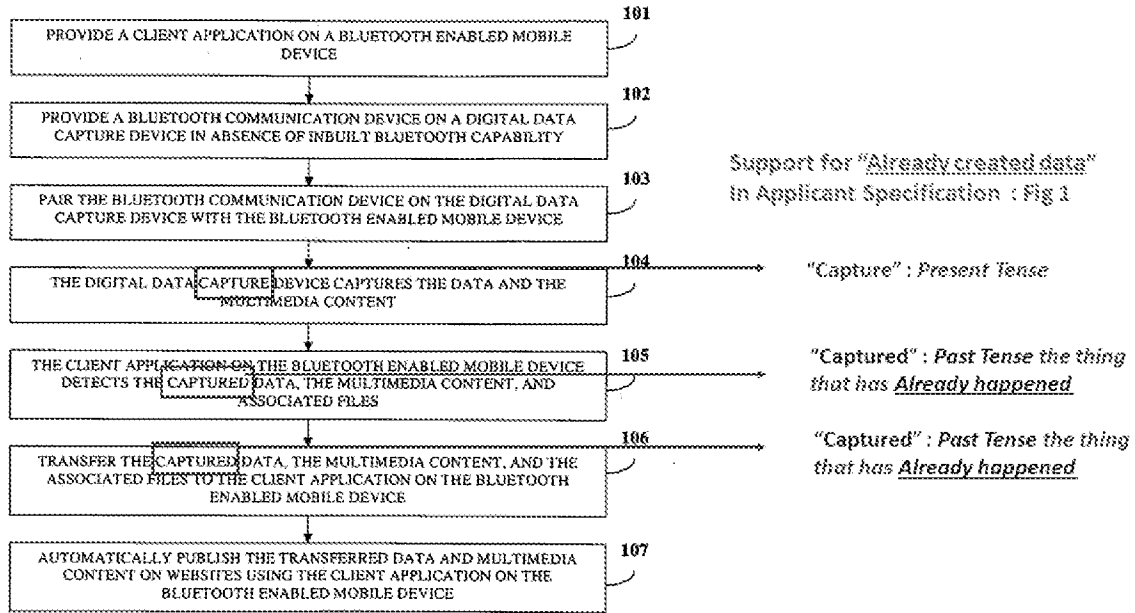 101
PROVIDE A CLIENT APPLICATION ON A BLUETOOTH ENABLED MOBILE
DEVICE
102
PROVIDE A BLUETOOTH COMMUNICATION DEVICE ON A DIGITAL DATA
CAPTURE DEVICE IN ABSENCE OF INBUILT BLUETOOTH CAPABILITY
103
PAIR THE BLUETOOTH COMMUNICATION DEVICE ON THE DIGITAL DATA
CAPTURE DEVICE WITH THE BLUETOOTH ENABLED MOBILE DEVICE
Support for "Already created data"
In Applicant Specification : Fig 1
104
THE DIGITAL DATA CAPTURE DEVICE CAPTURES THE DATA AND THE
MULTIMEDIA CONTENT
"Capture" : Present Tense
105
THE CLIENT APPLICATION ON THE BLUETOOTH ENABLED MOBILE DEVICE
DETECTS THE CAPTURED DATA, THE MULTIMEDIA CONTENT, AND
ASSOCIATED FILES
"Captured" : Past Tense the thing
that has Already happened
106
TRANSFER THE CAPTURED DATA, THE MULTIMEDIA CONTENT, AND THE
ASSOCIATED FILES TO THE CLIENT APPLICATION ON THE BLUETOOTH
ENABLED MOBILE DEVICE
"Captured" : Past Tense the thing
that has Already happened
107
AUTOMATICALLY PUBLISH THE TRANSFERRED DATA AND MULTIMEDIA
CONTENT ON WEBSITES USING THE CLIENT APPLICATION ON THE
BLUETOOTH ENABLED MOBILE DEVICE